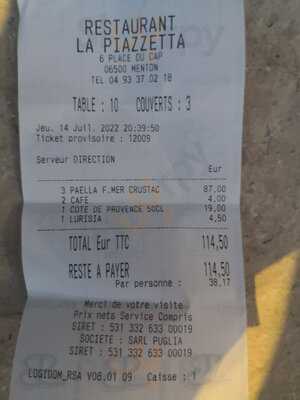 RESTAURANT
LA PIAZZETTA
6 PLACE DU CAP
06500 MENTON
TEL 04 93 37 02 18
TABLE : 10 COUVERTS : 3
Jeu. 14 Juil. 2022 20:39:50
Ticket provisoire : 12009
Serveur DIRECTION
Eur
3 PAELLA F.MER CRUSTAC 87,00
2 CAFE 4,00
1 COTE DE PROVENCE 50CL 19,00
1 LURISIA 4,50
TOTAL Eur TTC 114,50
RESTE A PAYER 114,50
Par personne : 38,17
Merci de votre visite
Prix nets Service Compris
SIRET : 531 332 633 00019
SOCIETE : SARL PUGLIA
SIRET : 531 332 633 00019
LOGIDOM_RSA V06.01 09 Caisse : 1